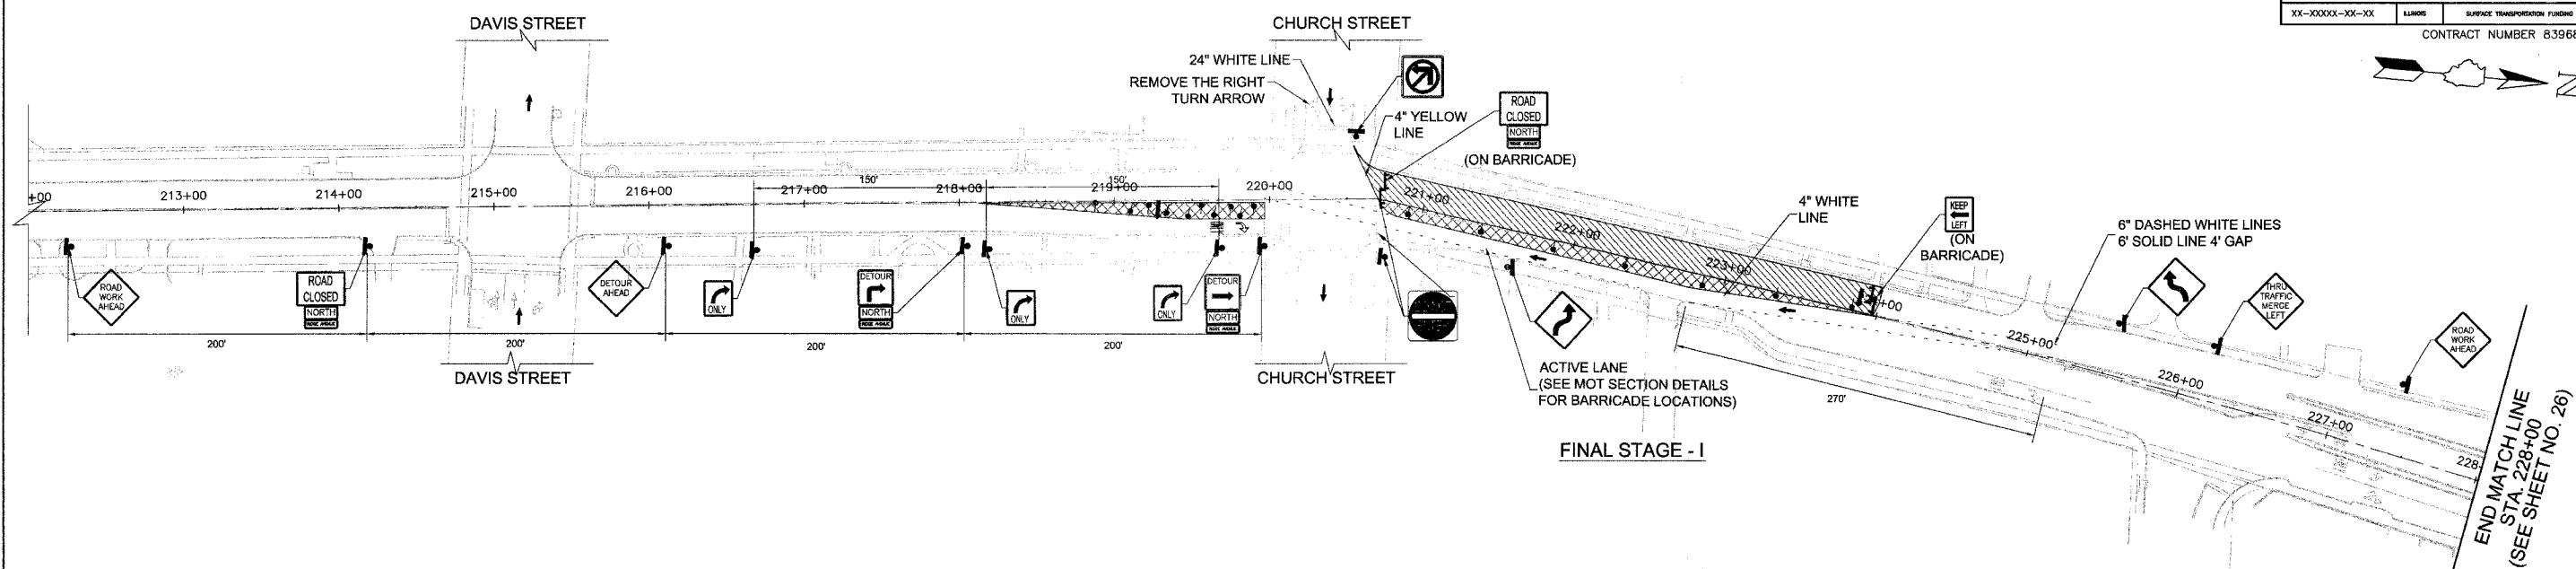 XX-XXXXX-XX-XX
ILLINOIS
SURFACE TRANSPORTATION FUNDING
CONTRACT NUMBER 83968
DAVIS STREET
CHURCH STREET
24" WHITE LINE
REMOVE THE RIGHT
TURN ARROW
4" YELLOW
LINE
ROAD
CLOSED
NORTH
(ON BARRICADE)
4" WHITE
LINE
KEEP
LEFT
(ON
BARRICADE)
6" DASHED WHITE LINES
6' SOLID LINE 4' GAP
+00
213+00
214+00
215+00
216+00
217+00
150'
218+00
219+00
150'
220+00
221+00
222+00
223+00
+00
225+00
226+00
227+00
228
ROAD
WORK
AHEAD
ROAD
CLOSED
NORTH
DETOUR
AHEAD
ONLY
DETOUR
NORTH
ONLY
ONLY
DETOUR
NORTH
THRU
TRAFFIC
MERGE
LEFT
ROAD
WORK
AHEAD
200'
200'
200'
200'
270'
DAVIS STREET
CHURCH STREET
ACTIVE LANE
(SEE MOT SECTION DETAILS
FOR BARRICADE LOCATIONS)
FINAL STAGE - I
END MATCH LINE
STA. 228+00
(SEE SHEET NO. 26)